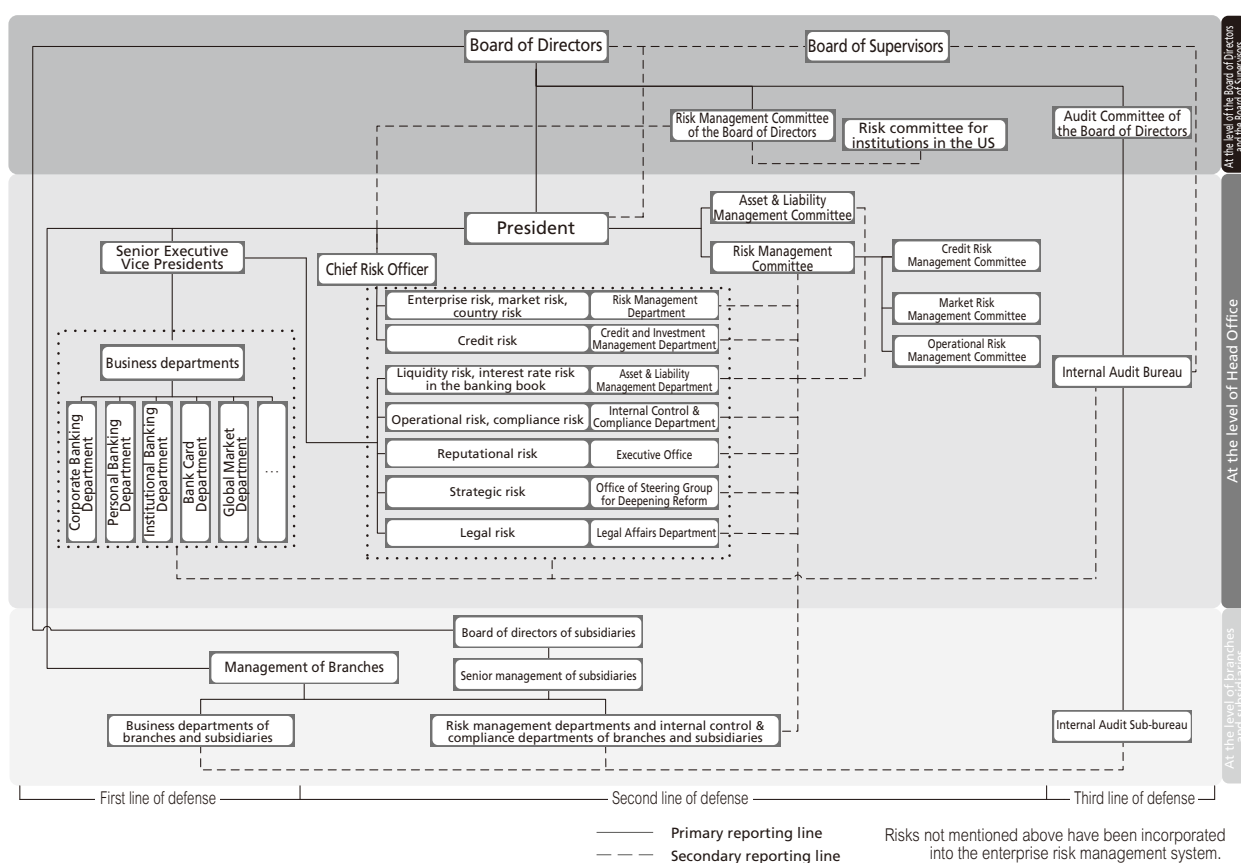 Board of Directors
Board of Supervisors
At the level of the Board of Directors
and the Board of Supervisors
Risk Management Committee
of the Board of Directors
Risk committee for
institutions in the US
Audit Committee of
the Board of Directors
President
Asset & Liability
Management Committee
Risk Management
Committee
Senior Executive
Vice Presidents
Chief Risk Officer
Credit Risk
Management Committee
Market Risk
Management Committee
Operational Risk
Management Committee
Enterprise risk, market risk,
country risk
Risk Management
Department
Credit risk
Credit and Investment
Management Department
Liquidity risk, interest rate risk
in the banking book
Asset & Liability
Management Department
Operational risk, compliance risk
Internal Control &
Compliance Department
Reputational risk
Executive Office
Strategic risk
Office of Steering Group
for Deepening Reform
Legal risk
Legal Affairs Department
Business departments
Corporate Banking
Department
Personal Banking
Department
Institutional Banking
Department
Bank Card
Department
Global Market
Department
...
Internal Audit Bureau
At the level of Head Office
Board of directors of subsidiaries
Management of Branches
Senior management of subsidiaries
Business departments of
branches and subsidiaries
Risk management departments and internal control &
compliance departments of branches and subsidiaries
Internal Audit Sub-bureau
At the level of branches
and subsidiaries
First line of defense
Second line of defense
Third line of defense
Primary reporting line
Secondary reporting line
Risks not mentioned above have been incorporated
into the enterprise risk management system.